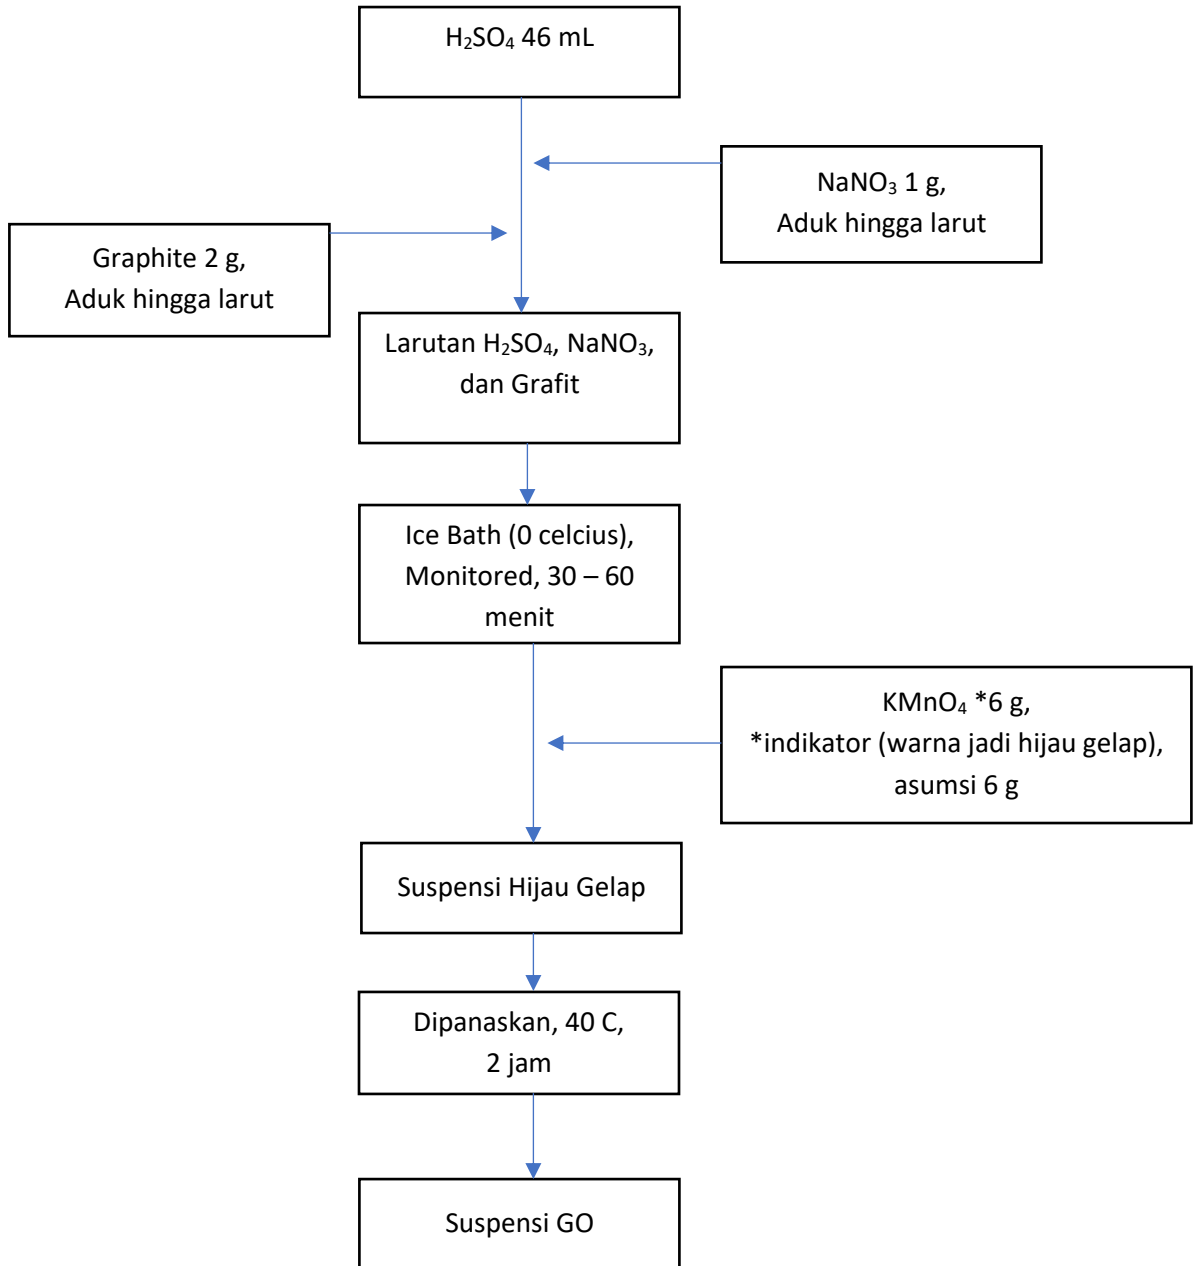 H₂SO₄ 46 mL
NaNO₃ 1 g,
Aduk hingga larut
Graphite 2 g,
Aduk hingga larut
Larutan H₂SO₄, NaNO₃,
dan Grafit
Ice Bath (0 celcius),
Monitored, 30 – 60
menit
KMnO₄ *6 g,
*indikator (warna jadi hijau gelap),
asumsi 6 g
Suspensi Hijau Gelap
Dipanaskan, 40 C,
2 jam
Suspensi GO